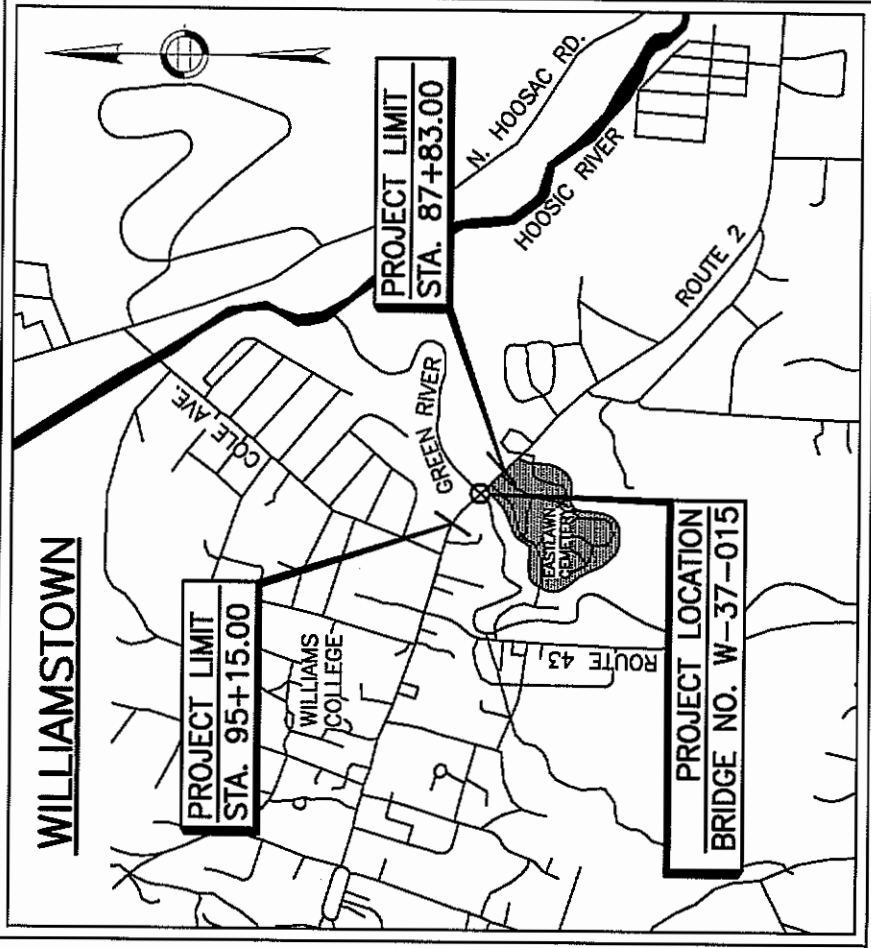 WILLIAMSTOWN
PROJECT LIMIT
STA. 95+15.00
PROJECT LIMIT
STA. 87+83.00
N. HOOSAC RD.
HOOSIC RIVER
COLE AVE.
GREEN RIVER
ROUTE 2
WILLIAMS
COLLEGE
EASTLAWN
CEMETERY
ROUTE 43
PROJECT LOCATION
BRIDGE NO. W-37-015